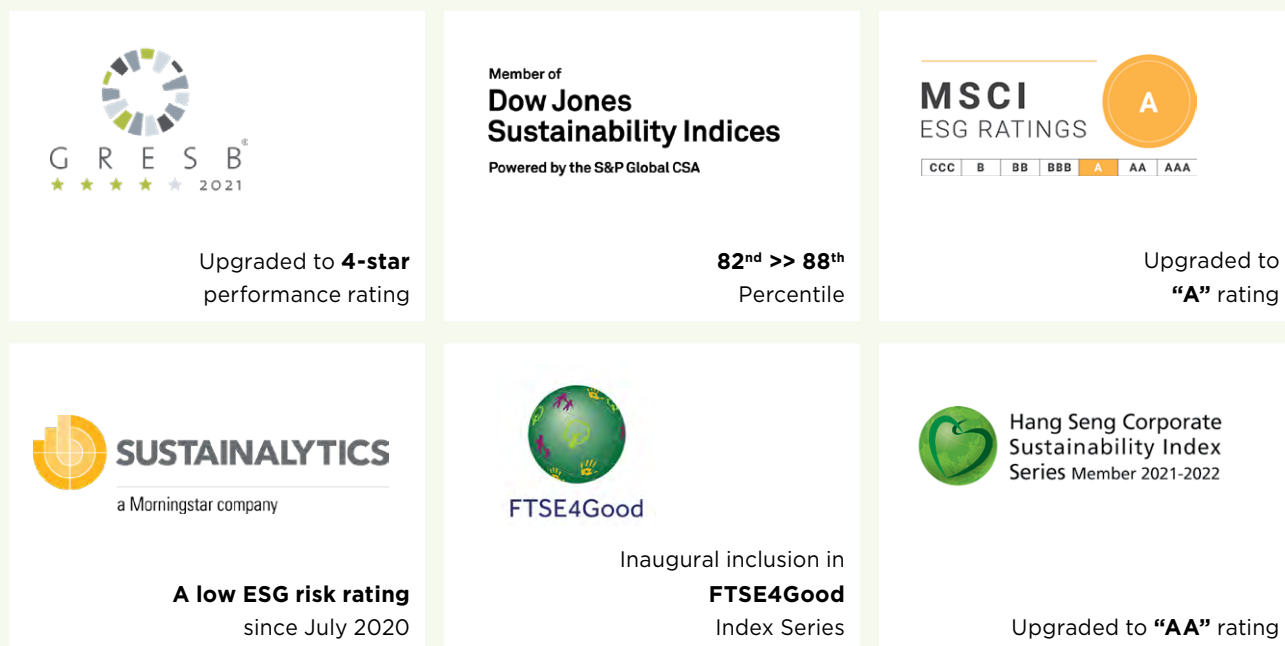 GRESB®
2021
Upgraded to 4-star
performance rating
Member of
Dow Jones
Sustainability Indices
Powered by the S&P Global CSA
82nd >> 88th
Percentile
MSCI
ESG RATINGS
A
CCC B BB BBB A AA AAA
Upgraded to
“A” rating
SUSTAINALYTICS
a Morningstar company
A low ESG risk rating
since July 2020
FTSE4Good
Inaugural inclusion in
FTSE4Good
Index Series
Hang Seng Corporate
Sustainability Index
Series Member 2021-2022
Upgraded to “AA” rating